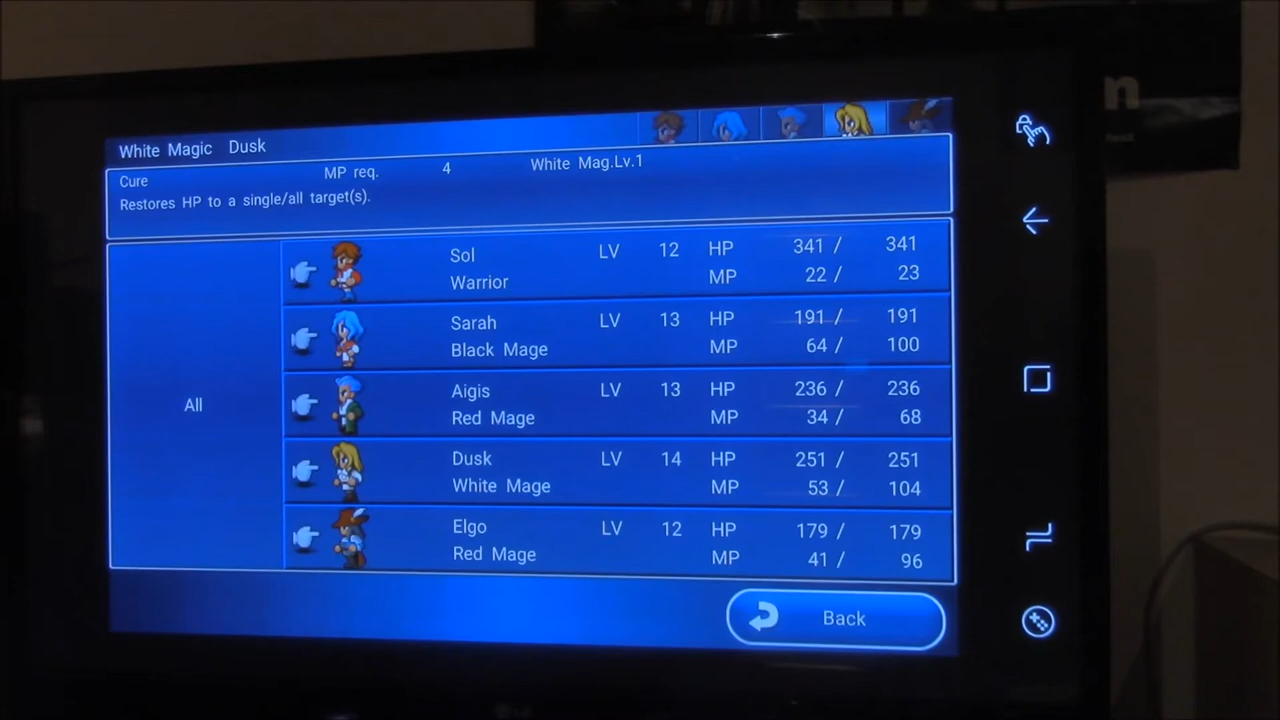 White Magic Dusk
Cure MP req. 4 White Mag.Lv.1
Restores HP to a single/all target(s).
All
Sol LV 12 HP 341 / 341
Warrior MP 22 / 23
Sarah LV 13 HP 191 / 191
Black Mage MP 64 / 100
Aigis LV 13 HP 236 / 236
Red Mage MP 34 / 68
Dusk LV 14 HP 251 / 251
White Mage MP 53 / 104
Elgo LV 12 HP 179 / 179
Red Mage MP 41 / 96
Back
n
LG